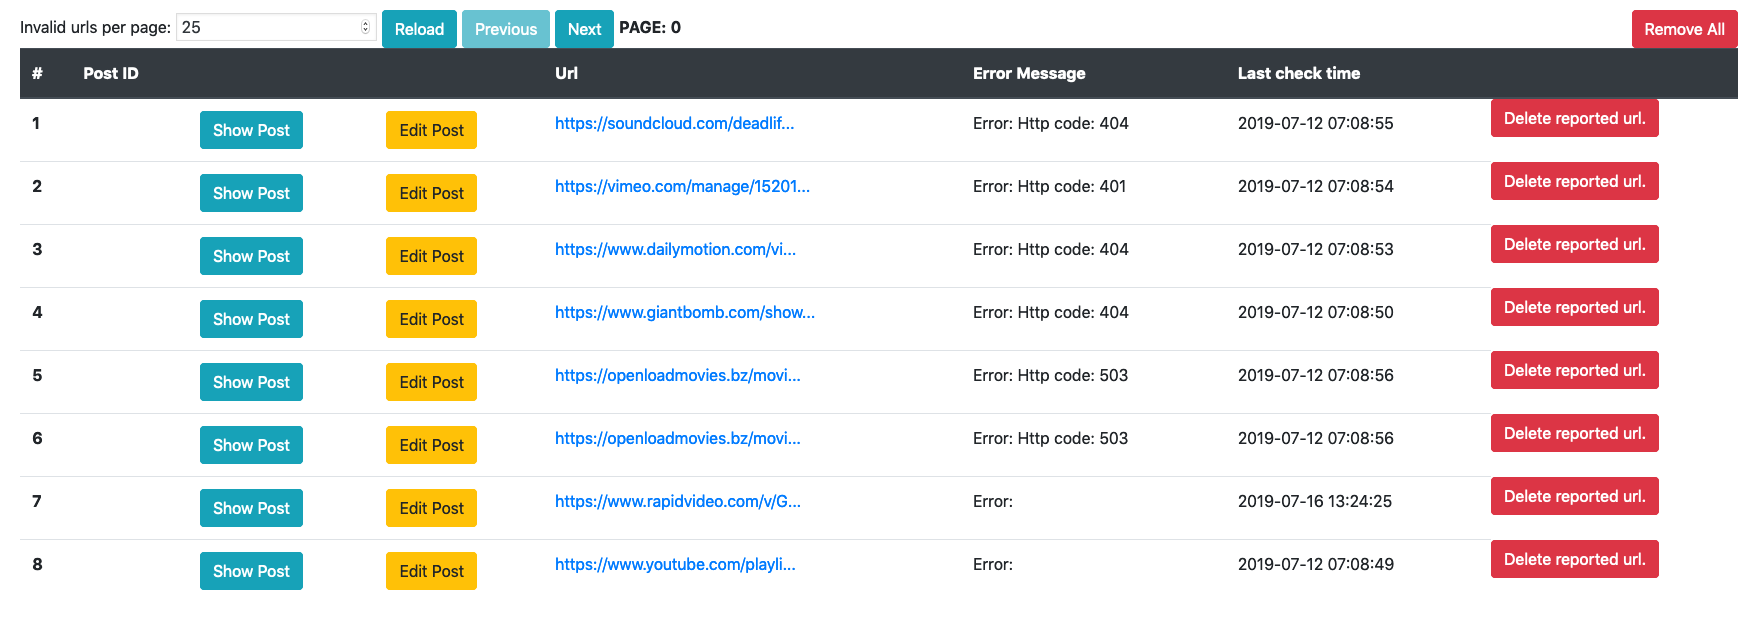 Invalid urls per page: 25 Reload Previous Next PAGE: 0 Remove All
# Post ID Url Error Message Last check time
1 Show Post Edit Post https://soundcloud.com/deadlif... Error: Http code: 404 2019-07-12 07:08:55 Delete reported url.
2 Show Post Edit Post https://vimeo.com/manage/15201... Error: Http code: 401 2019-07-12 07:08:54 Delete reported url.
3 Show Post Edit Post https://www.dailymotion.com/vi... Error: Http code: 404 2019-07-12 07:08:53 Delete reported url.
4 Show Post Edit Post https://www.giantbomb.com/show... Error: Http code: 404 2019-07-12 07:08:50 Delete reported url.
5 Show Post Edit Post https://openloadmovies.bz/movi... Error: Http code: 503 2019-07-12 07:08:56 Delete reported url.
6 Show Post Edit Post https://openloadmovies.bz/movi... Error: Http code: 503 2019-07-12 07:08:56 Delete reported url.
7 Show Post Edit Post https://www.rapidvideo.com/v/G... Error: 2019-07-16 13:24:25 Delete reported url.
8 Show Post Edit Post https://www.youtube.com/playli... Error: 2019-07-12 07:08:49 Delete reported url.